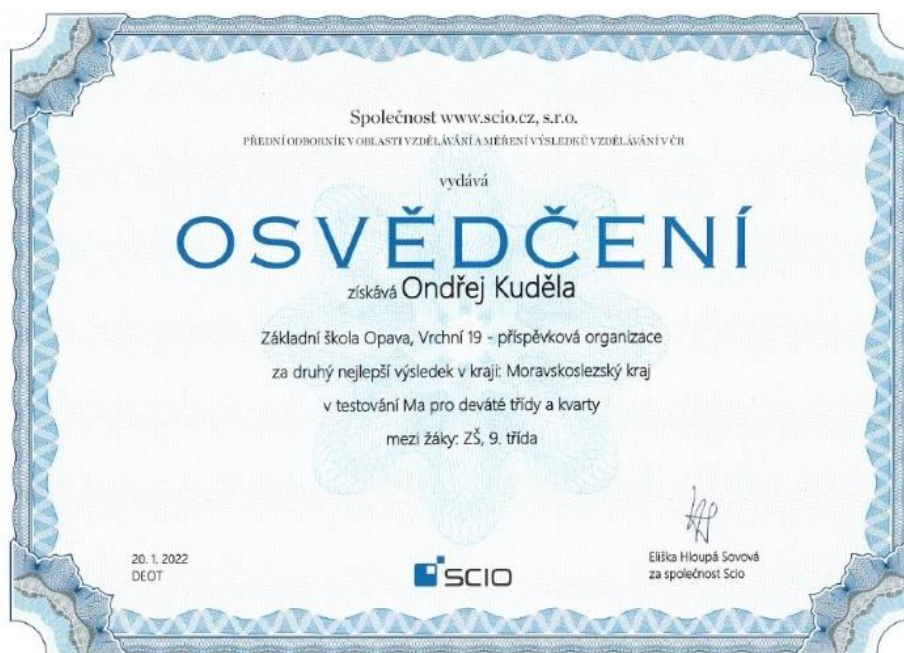 Společnost www.scio.cz, s.r.o.
PŘEDNÍ ODBORNÍK V OBLASTI VZDĚLÁVÁNÍ A MĚŘENÍ VÝSLEDKŮ VZDĚLÁVÁNÍ V ČR
vydává
OSVĚDČENÍ
získává Ondřej Kuděla
Základní škola Opava, Vrchní 19 - příspěvková organizace
za druhý nejlepší výsledek v kraji: Moravskoslezský kraj
v testování Ma pro deváté třídy a kvarty
mezi žáky: ZŠ, 9. třída
20. 1. 2022
DEOT
SCIO
Eliška Hloupá Sovová
za společnost Scio